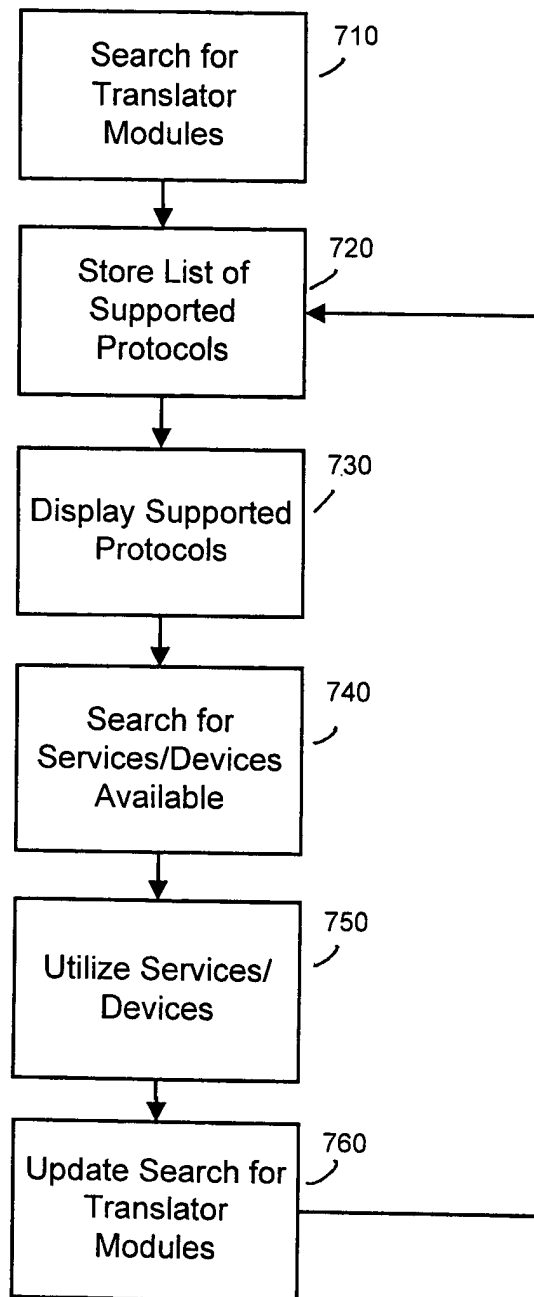 710
Search for
Translator
Modules
720
Store List of
Supported
Protocols
730
Display Supported
Protocols
740
Search for
Services/Devices
Available
750
Utilize Services/
Devices
760
Update Search for
Translator
Modules